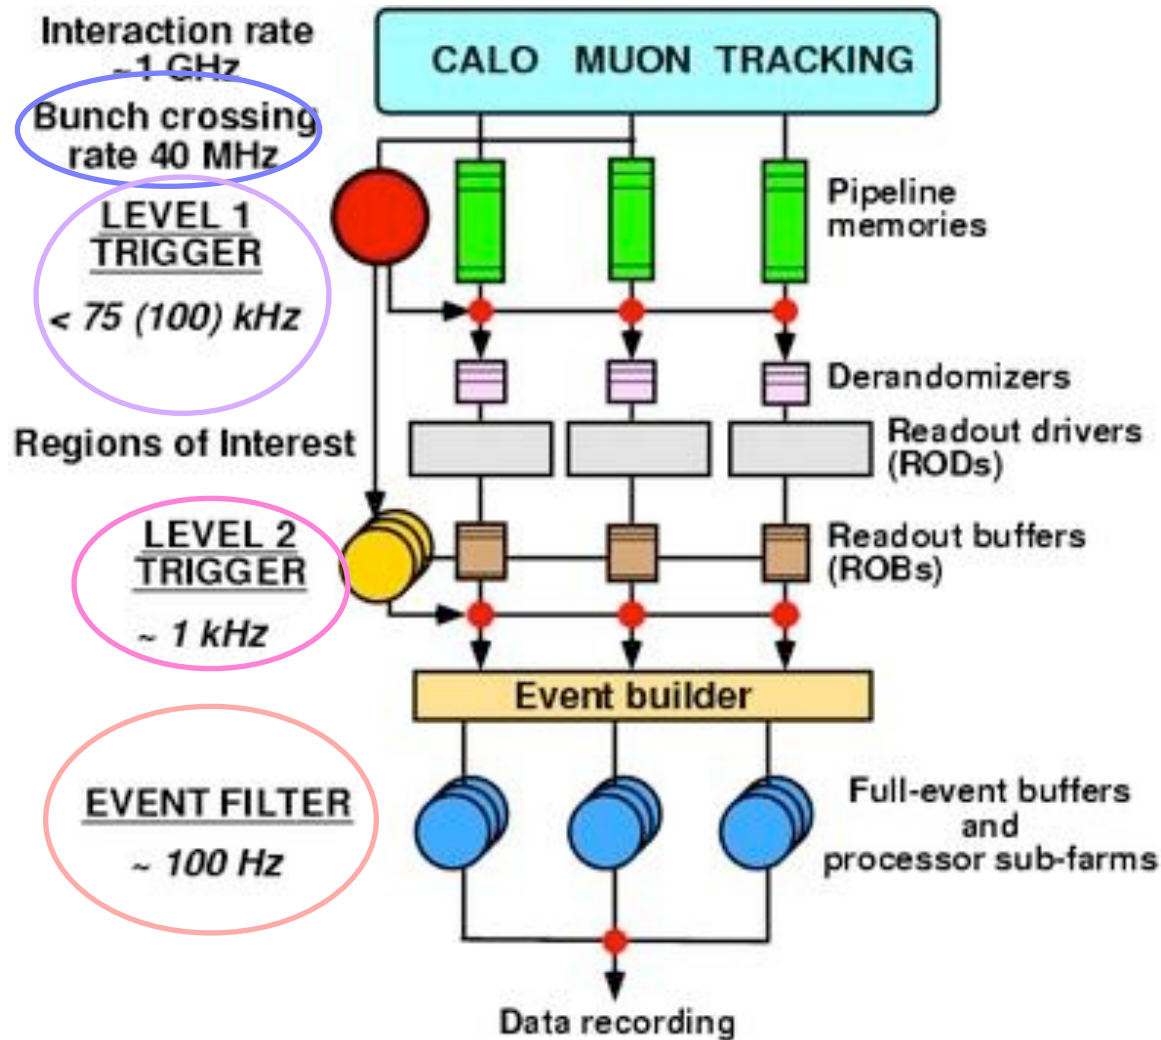 Interaction rate
~1 GHz
Bunch crossing
rate 40 MHz
CALO MUON TRACKING
LEVEL 1
TRIGGER
< 75 (100) kHz
Pipeline
memories
Derandomizers
Regions of Interest
Readout drivers
(RODs)
LEVEL 2
TRIGGER
~ 1 kHz
Readout buffers
(ROBs)
Event builder
EVENT FILTER
~ 100 Hz
Full-event buffers
and
processor sub-farms
Data recording